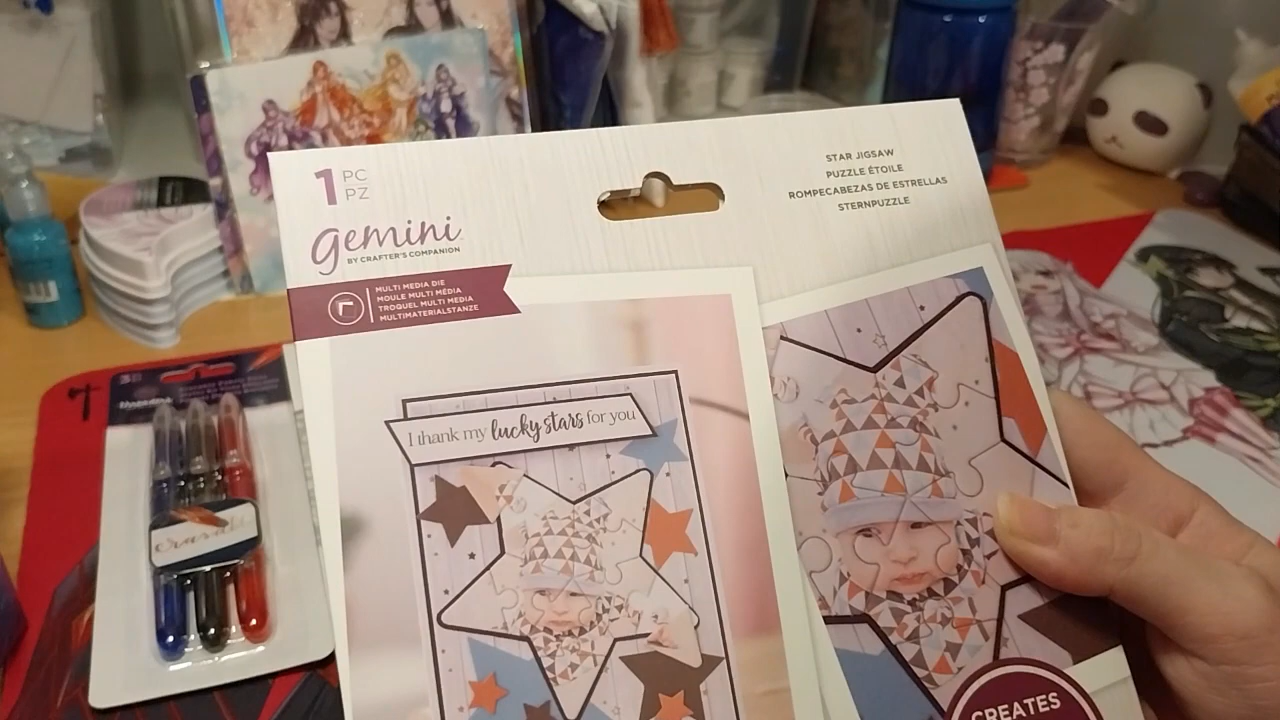 1 PC
PZ
gemini
BY CRAFTER'S COMPANION
MULTI MEDIA DIE
MOULE MULTI MÉDIA
TROQUEL MULTI MEDIA
MULTIMATERIALSTANZE
STAR JIGSAW
PUZZLE ÉTOILE
ROMPECABEZAS DE ESTRELLAS
STERNPUZZLE
I thank my lucky stars for you
CREATES